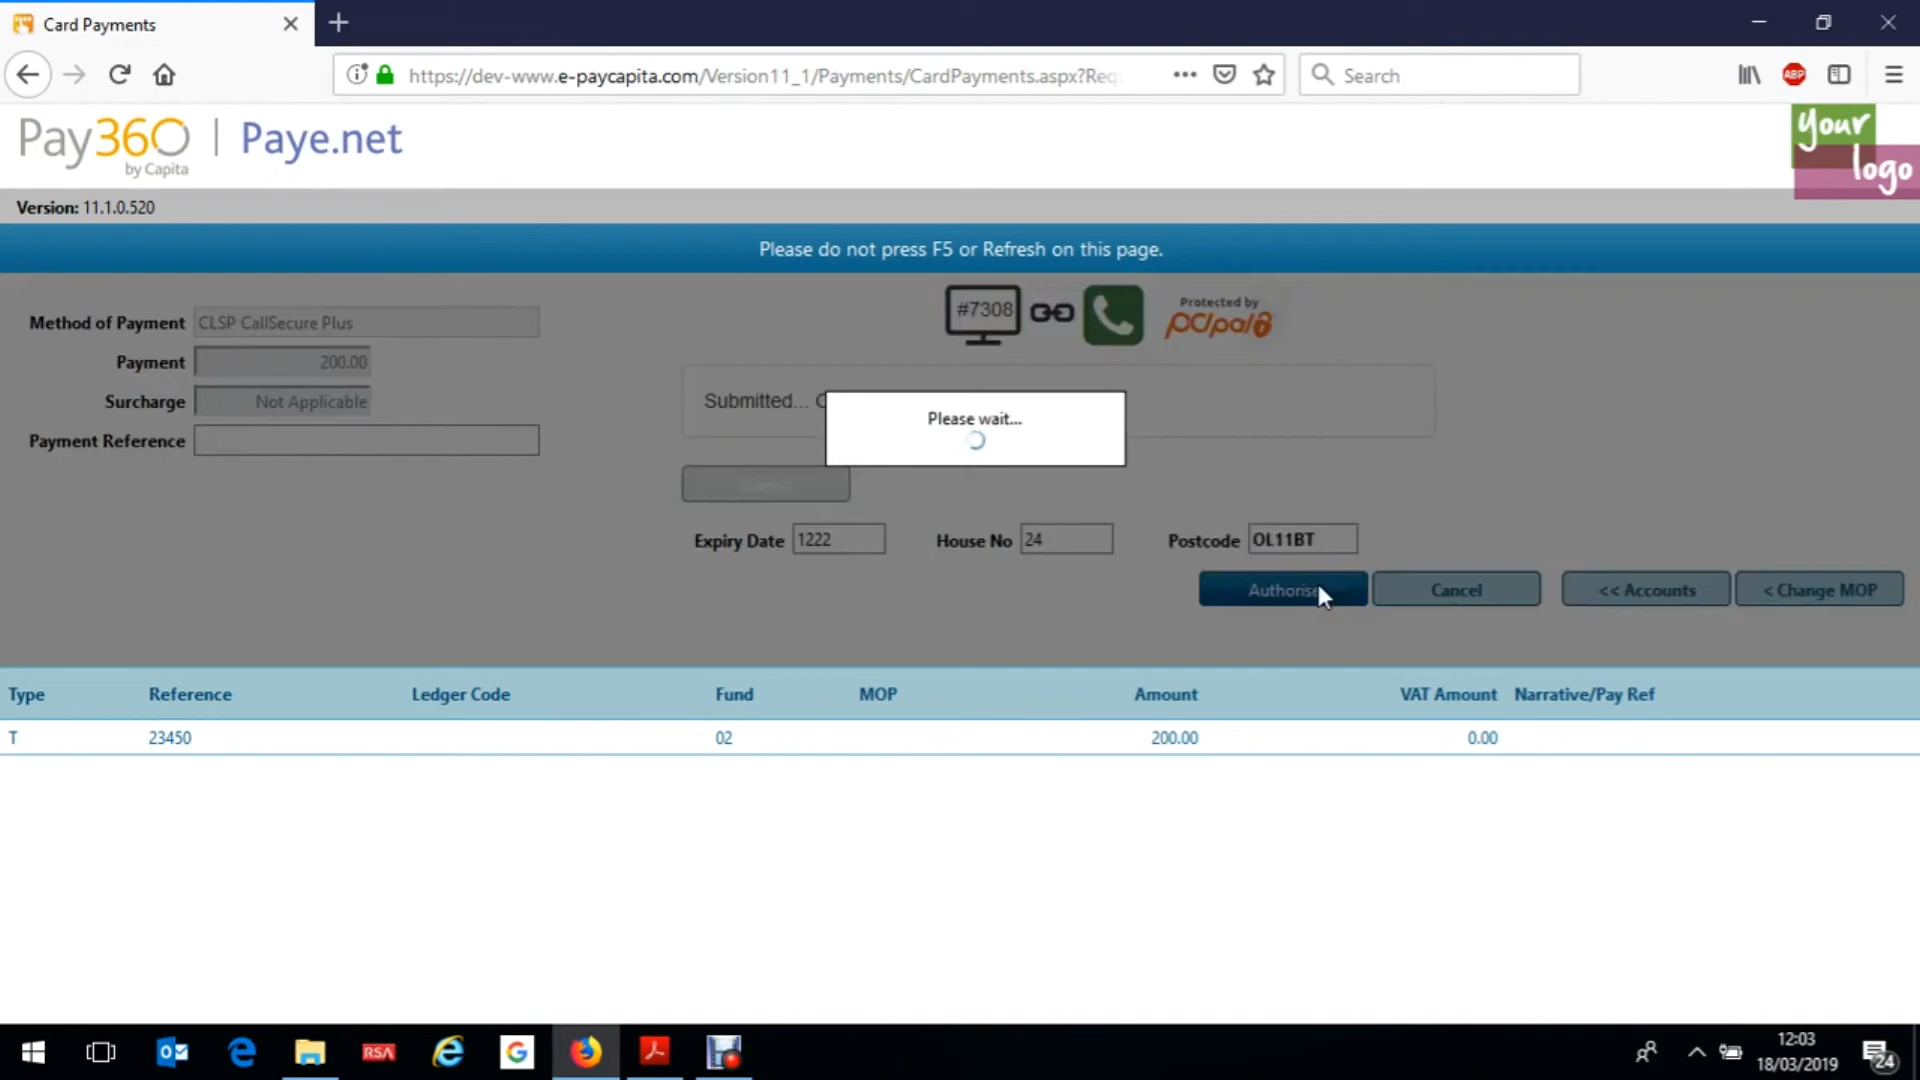 Card Payments
https://dev-www.e-paycapita.com/Version11_1/Payments/CardPayments.aspx?Req
Search
ABP
Pay360 | Paye.net
by Capita
your
logo
Version: 11.1.0.520
Please do not press F5 or Refresh on this page.
Method of Payment CLSP CallSecure Plus
Payment 200.00
Surcharge Not Applicable
Payment Reference
#7308
Protected by
pcipal
Submitted...
Please wait...
Expiry Date 1222 House No 24 Postcode OL11BT
Authorise Cancel << Accounts < Change MOP
Type Reference Ledger Code Fund MOP Amount VAT Amount Narrative/Pay Ref
T 23450 02 200.00 0.00
RSA
12:03
18/03/2019
24